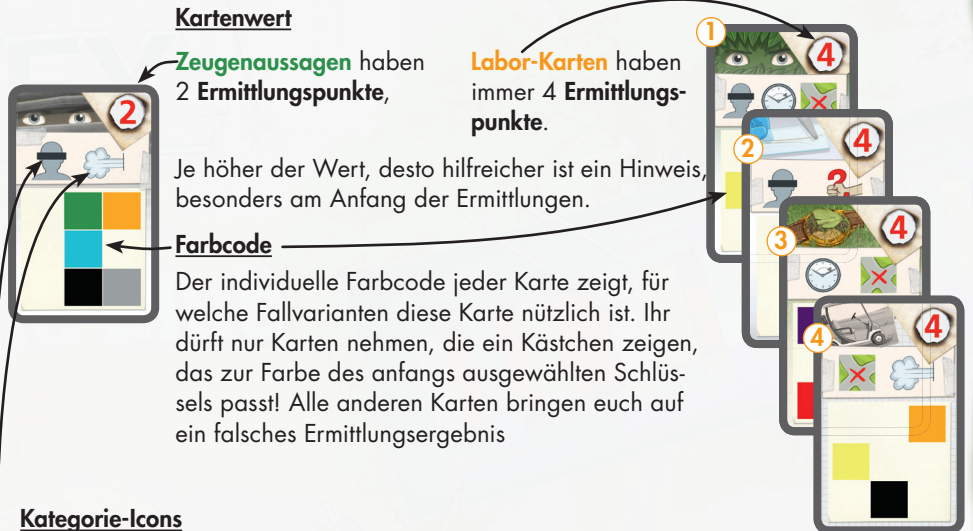 Kartenwert
Zeugenaussagen haben
2 Ermittlungspunkte,
Labor-Karten haben
immer 4 Ermittlungs-
punkte.
Je höher der Wert, desto hilfreicher ist ein Hinweis,
besonders am Anfang der Ermittlungen.
Farbcode
Der individuelle Farbcode jeder Karte zeigt, für
welche Fallvarianten diese Karte nützlich ist. Ihr
dürft nur Karten nehmen, die ein Kästchen zeigen,
das zur Farbe des anfangs ausgewählten Schlüs-
sels passt! Alle anderen Karten bringen euch auf
ein falsches Ermittlungsergebnis
Kategorie-Icons
2
1
4
2
4
?
3
4
4
4